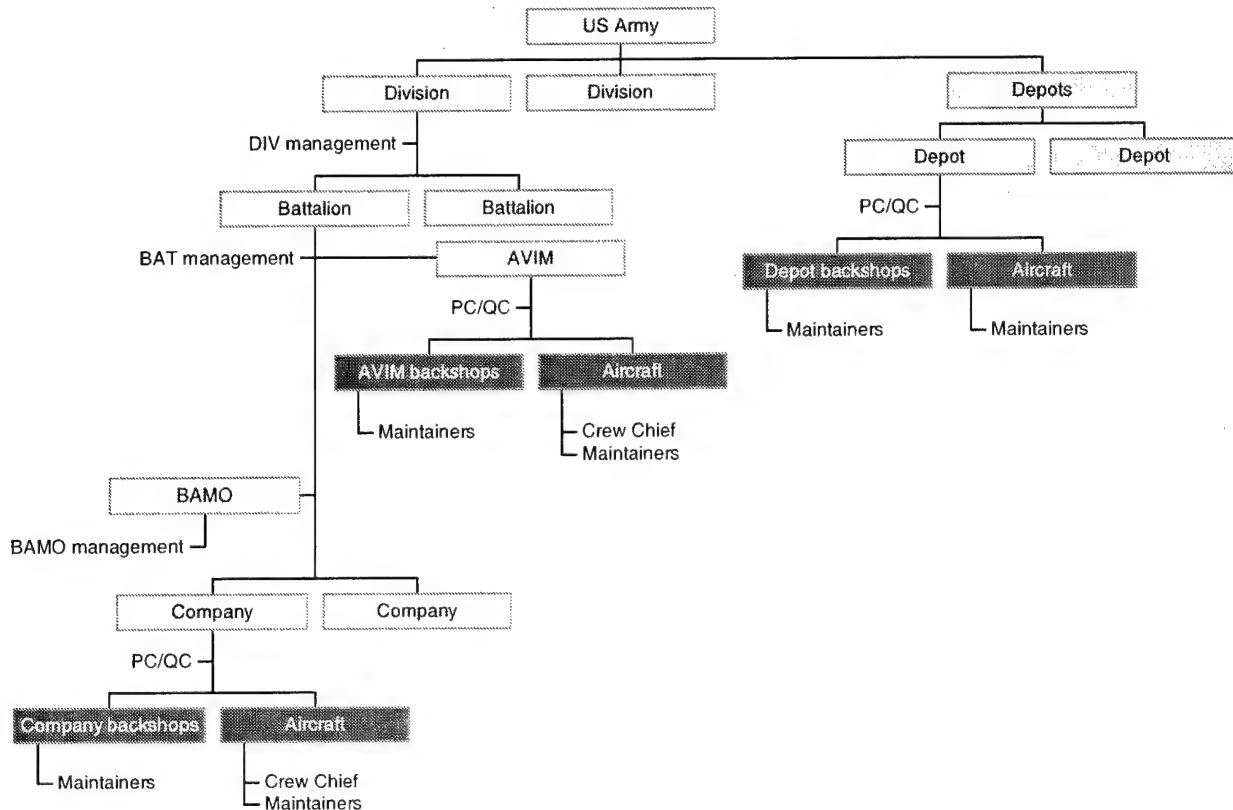 US Army
Division
Division
Depots
DIV management
Depot
Depot
Battalion
Battalion
PC/QC
BAT management
AVIM
Depot backshops
Aircraft
PC/QC
Maintainers
Maintainers
AVIM backshops
Aircraft
Maintainers
Crew Chief
Maintainers
BAMO
BAMO management
Company
Company
PC/QC
Company backshops
Aircraft
Maintainers
Crew Chief
Maintainers